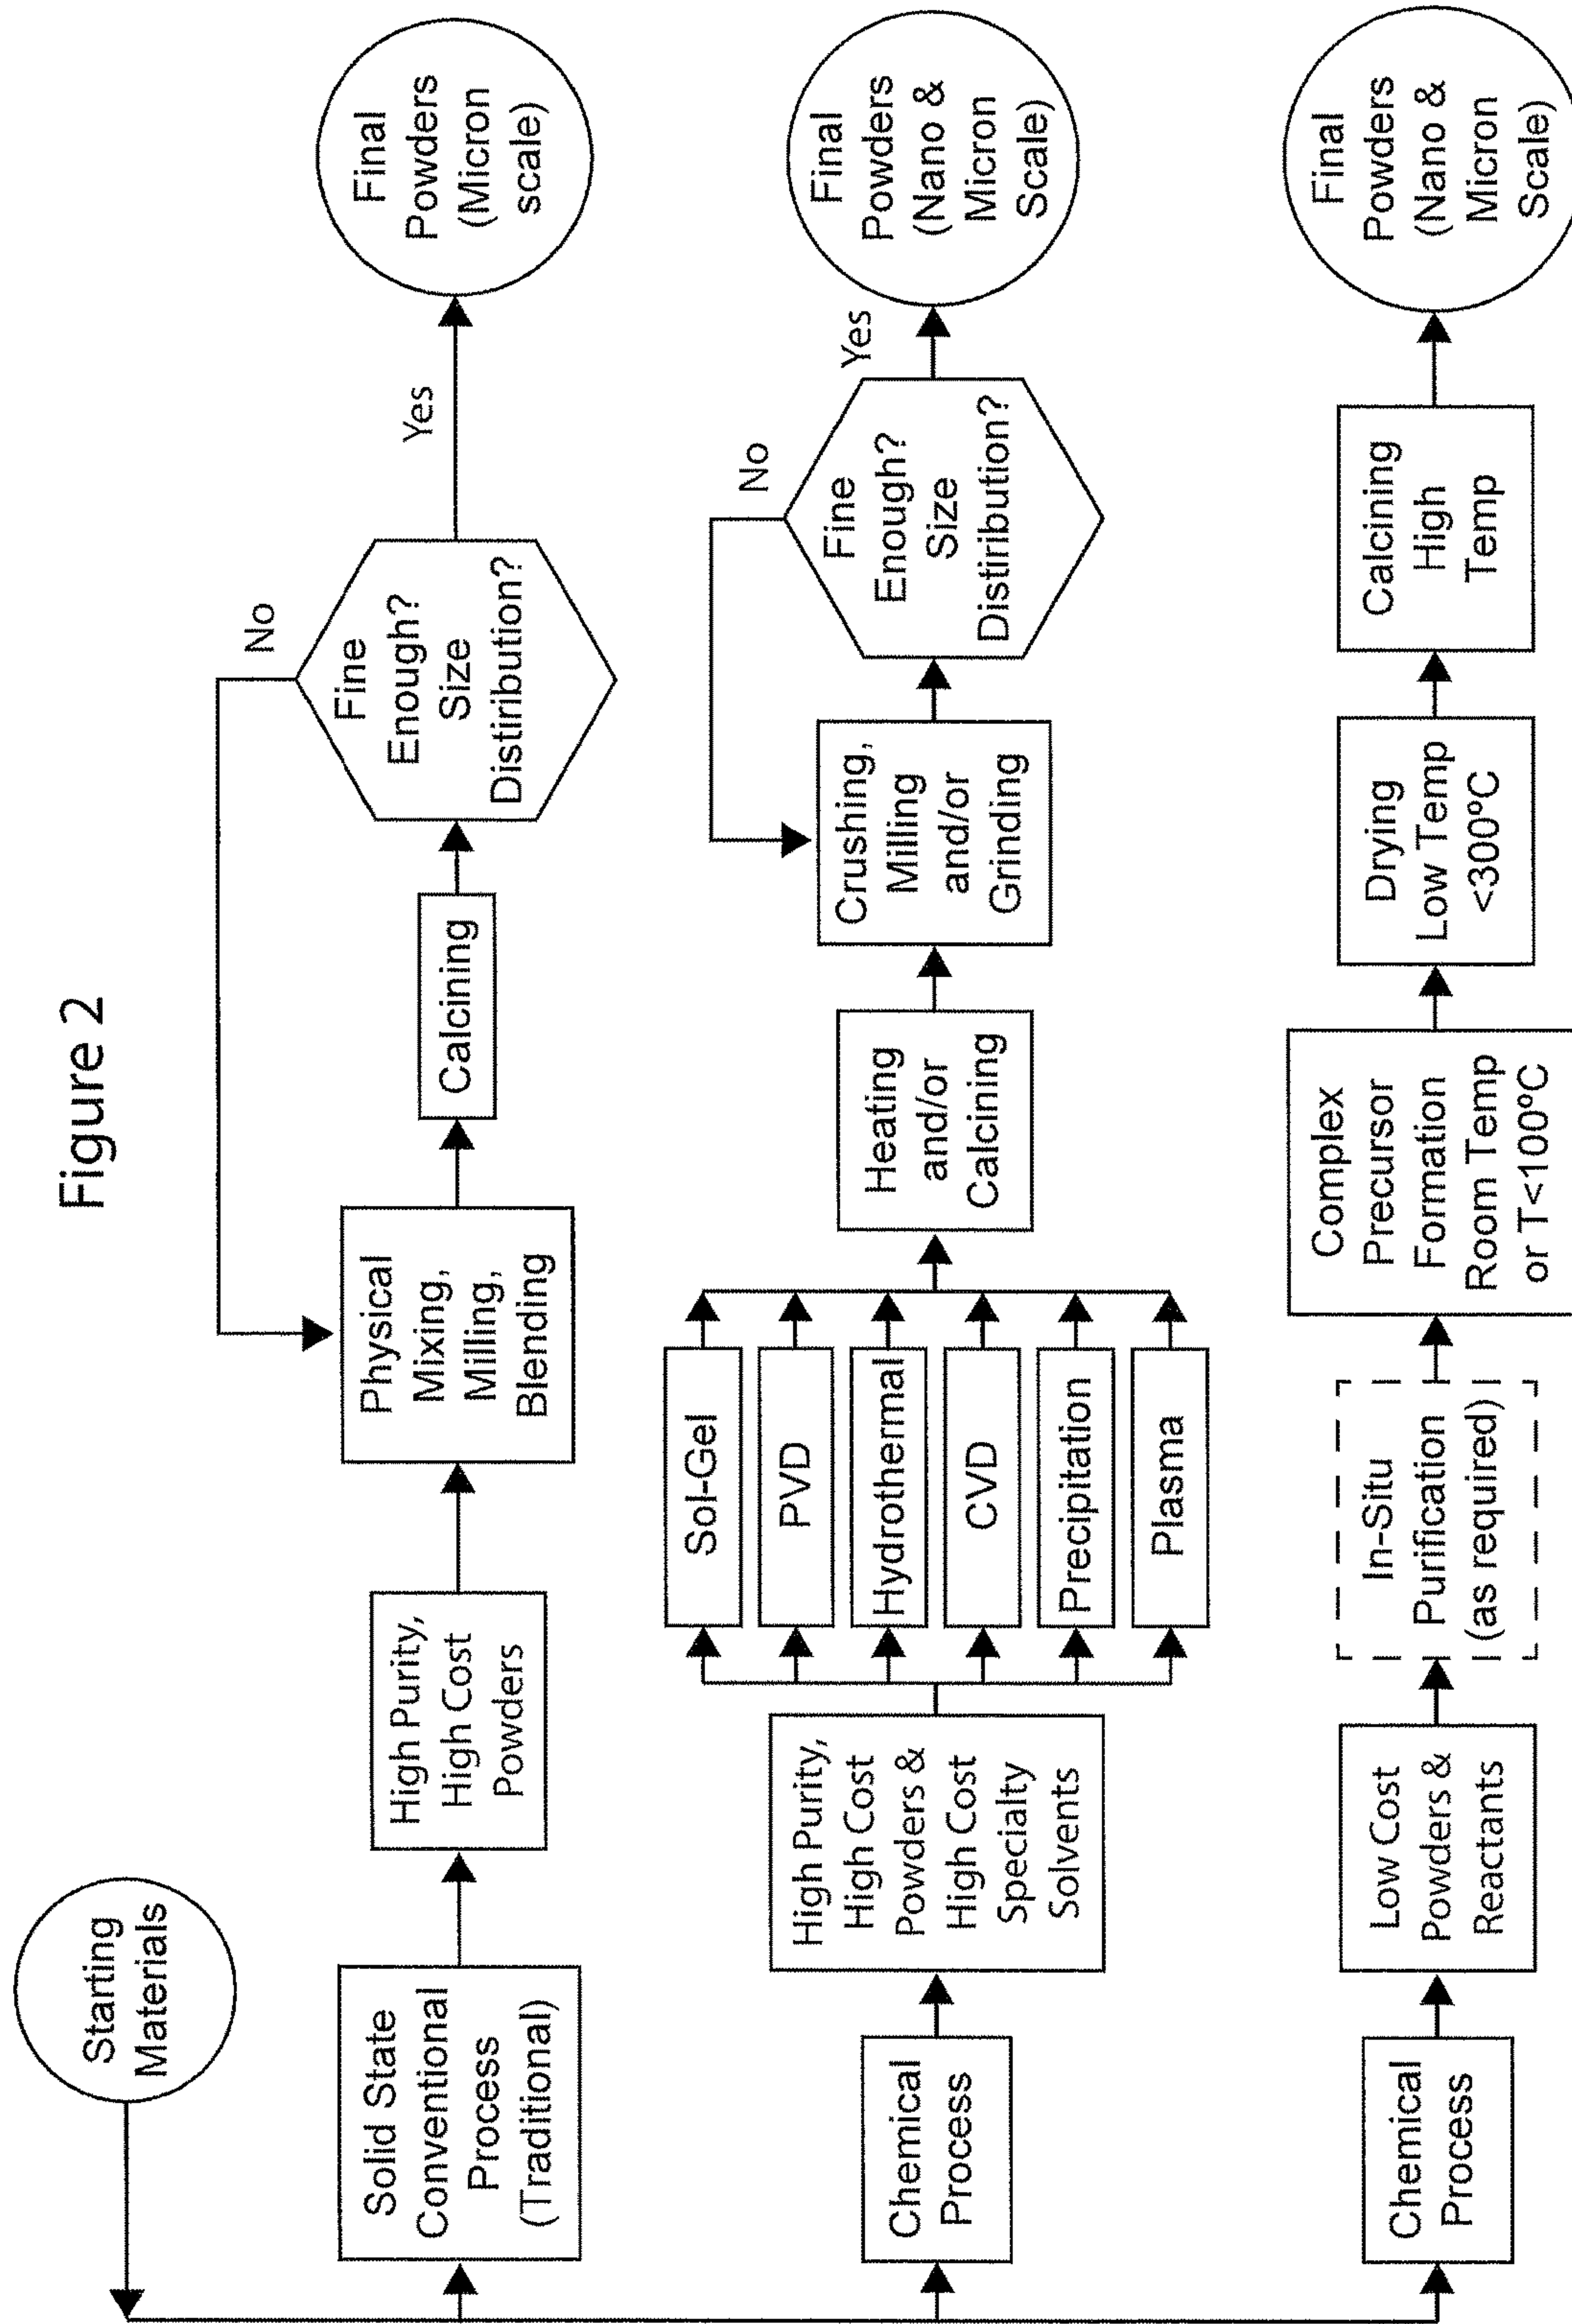 Figure 2
Starting
Materials
Solid State
Conventional
Process
(Traditional)
High Purity,
High Cost
Powders
Physical
Mixing,
Milling,
Blending
Calcining
Fine
Enough?
Size
Distiribution?
No
Yes
Final
Powders
(Micron
scale)
Chemical
Process
High Purity,
High Cost
Powders &
High Cost
Specialty
Solvents
Sol-Gel
PVD
Hydrothermal
CVD
Precipitation
Plasma
Heating
and/or
Calcining
Crushing,
Milling
and/or
Grinding
Fine
Enough?
Size
Distiribution?
No
Yes
Final
Powders
(Nano &
Micron
Scale)
Chemical
Process
Low Cost
Powders &
Reactants
In-Situ
Purification
(as required)
Complex
Precursor
Formation
Room Temp
or T<100ºC
Drying
Low Temp
<300ºC
Calcining
High
Temp
Final
Powders
(Nano &
Micron
Scale)